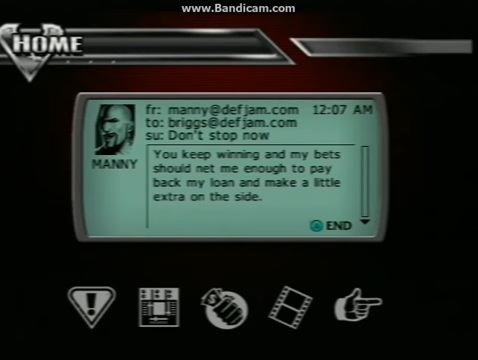 www.Bandicam.com
HOME
fr: manny@defjam.com 12:07 AM
to: briggs@defjam.com
su: Don't stop now
MANNY
You keep winning and my bets
should net me enough to pay
back my loan and make a little
extra on the side.
END